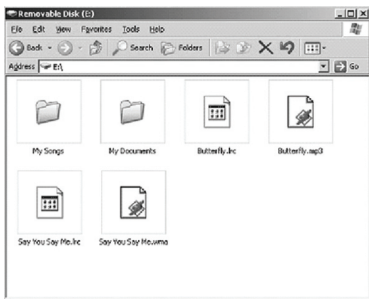 Removable Disk (E:)
File Edit View Favorites Tools Help
Back Search Folders
Address E:\ Go
My Songs My Documents Butterfly.lrc Butterfly.mp3
Say You Say Me.lrc Say You Say Me.wma